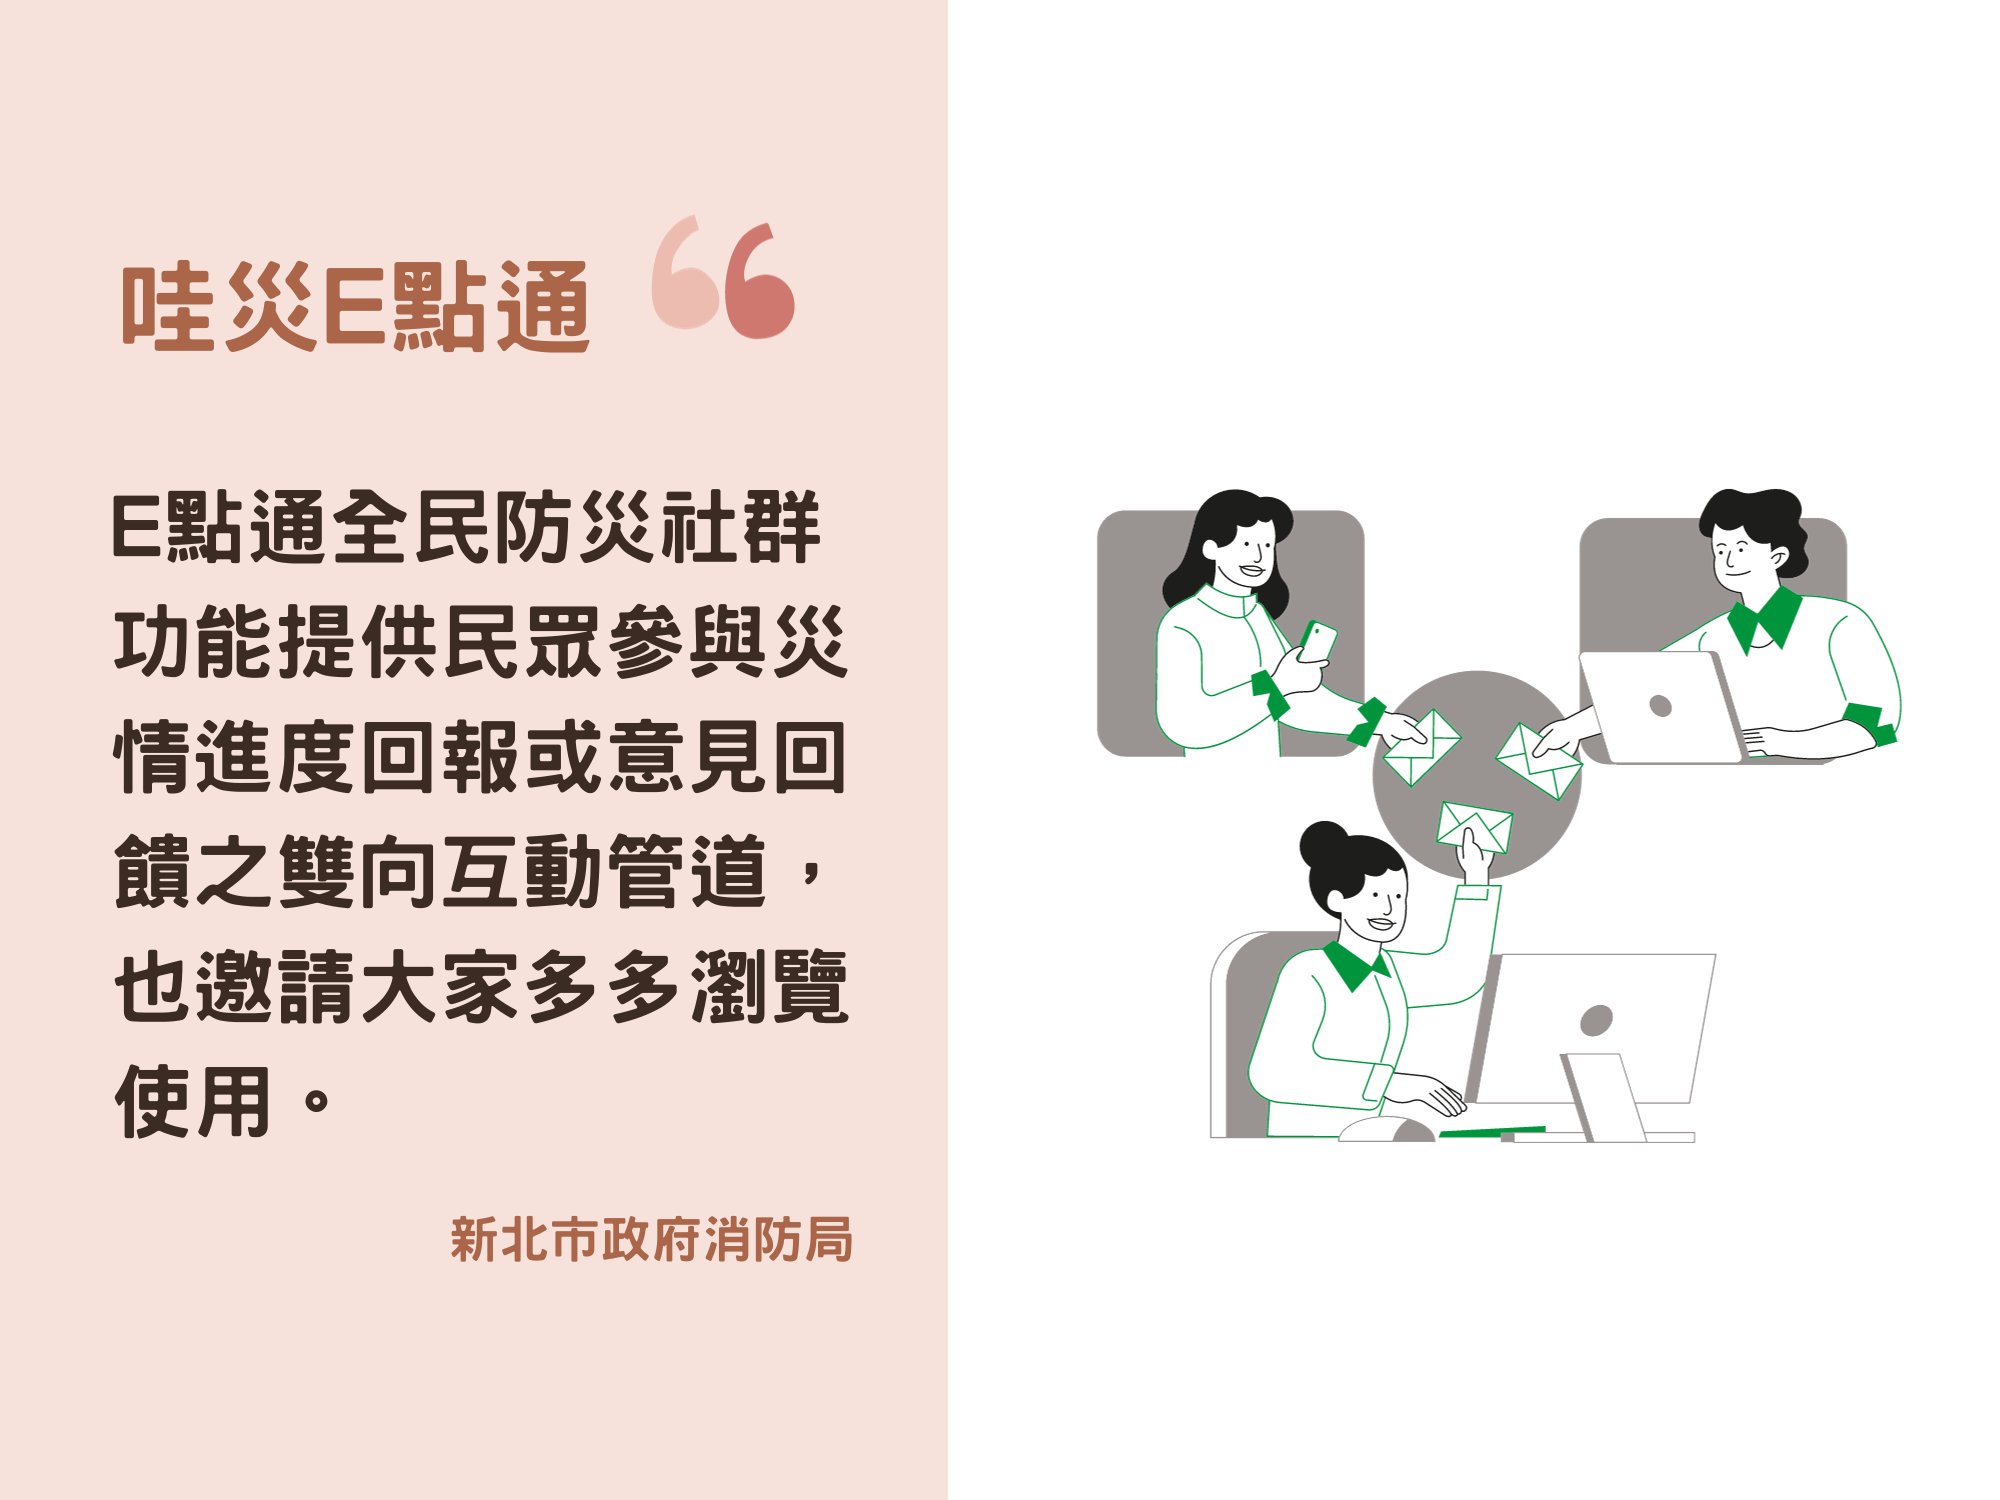 哇災E點通
E點通全民防災社群
功能提供民眾參與災
情進度回報或意見回
饋之雙向互動管道，
也邀請大家多多瀏覽
使用。
新北市政府消防局